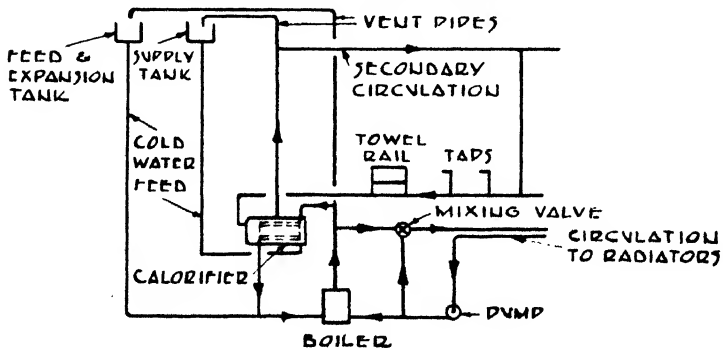 VENT PIPES
FEED &
EXPANSION
TANK
SUPPLY
TANK
SECONDARY
CIRCULATION
COLD
WATER
FEED
TOWEL
RAIL
TAPS
MIXING VALVE
CIRCULATION
TO RADIATORS
CALORIFIER
PUMP
BOILER